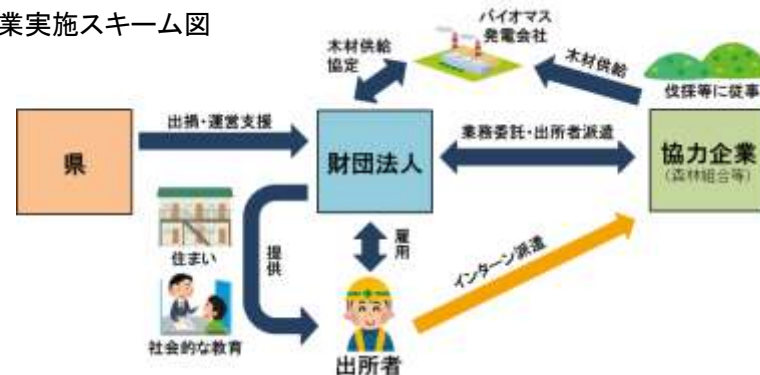 業実施スキーム図
バイオマス
発電会社
木材供給
協定
木材供給
伐採等に従事
出捐・運営支援
県
財団法人
業務委託・出所者派遣
協力企業
(森林組合等)
住まい
提供
雇用
インターン派遣
社会的な教育
出所者